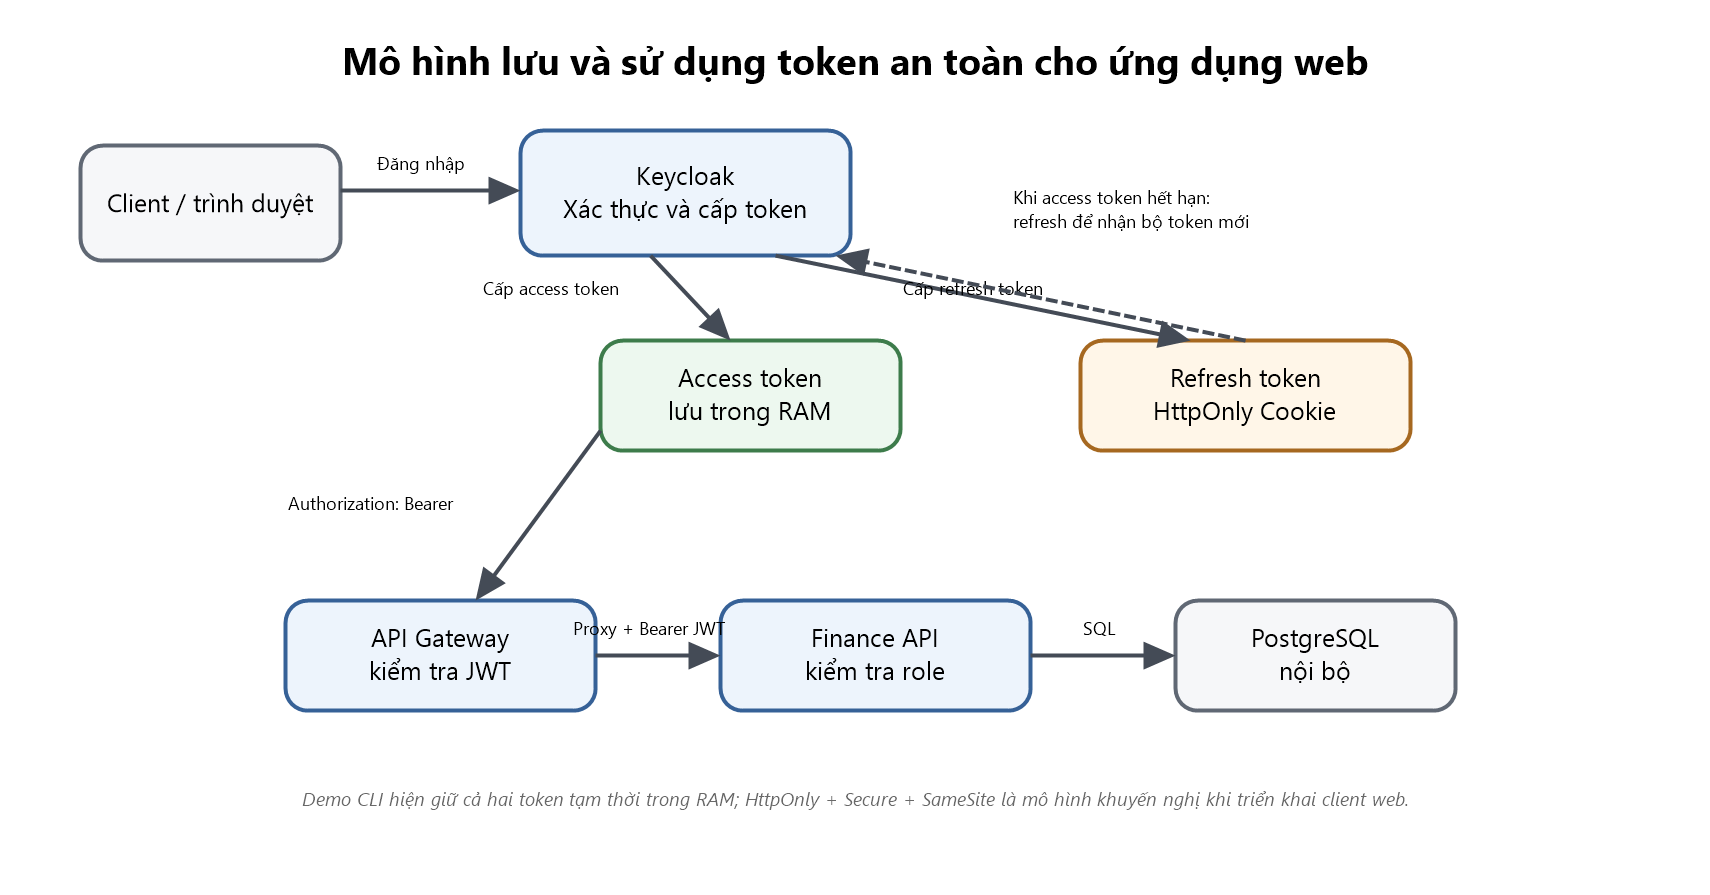 Mô hình lưu và sử dụng token an toàn cho ứng dụng web
Client / trình duyệt
Đăng nhập
Keycloak
Xác thực và cấp token
Khi access token hết hạn:
refresh để nhận bộ token mới
Cấp access token
Cấp refresh token
Access token
lưu trong RAM
Refresh token
HttpOnly Cookie
Authorization: Bearer
API Gateway
kiểm tra JWT
Proxy + Bearer JWT
Finance API
kiểm tra role
SQL
PostgreSQL
nội bộ
Demo CLI hiện giữ cả hai token tạm thời trong RAM; HttpOnly + Secure + SameSite là mô hình khuyến nghị khi triển khai client web.